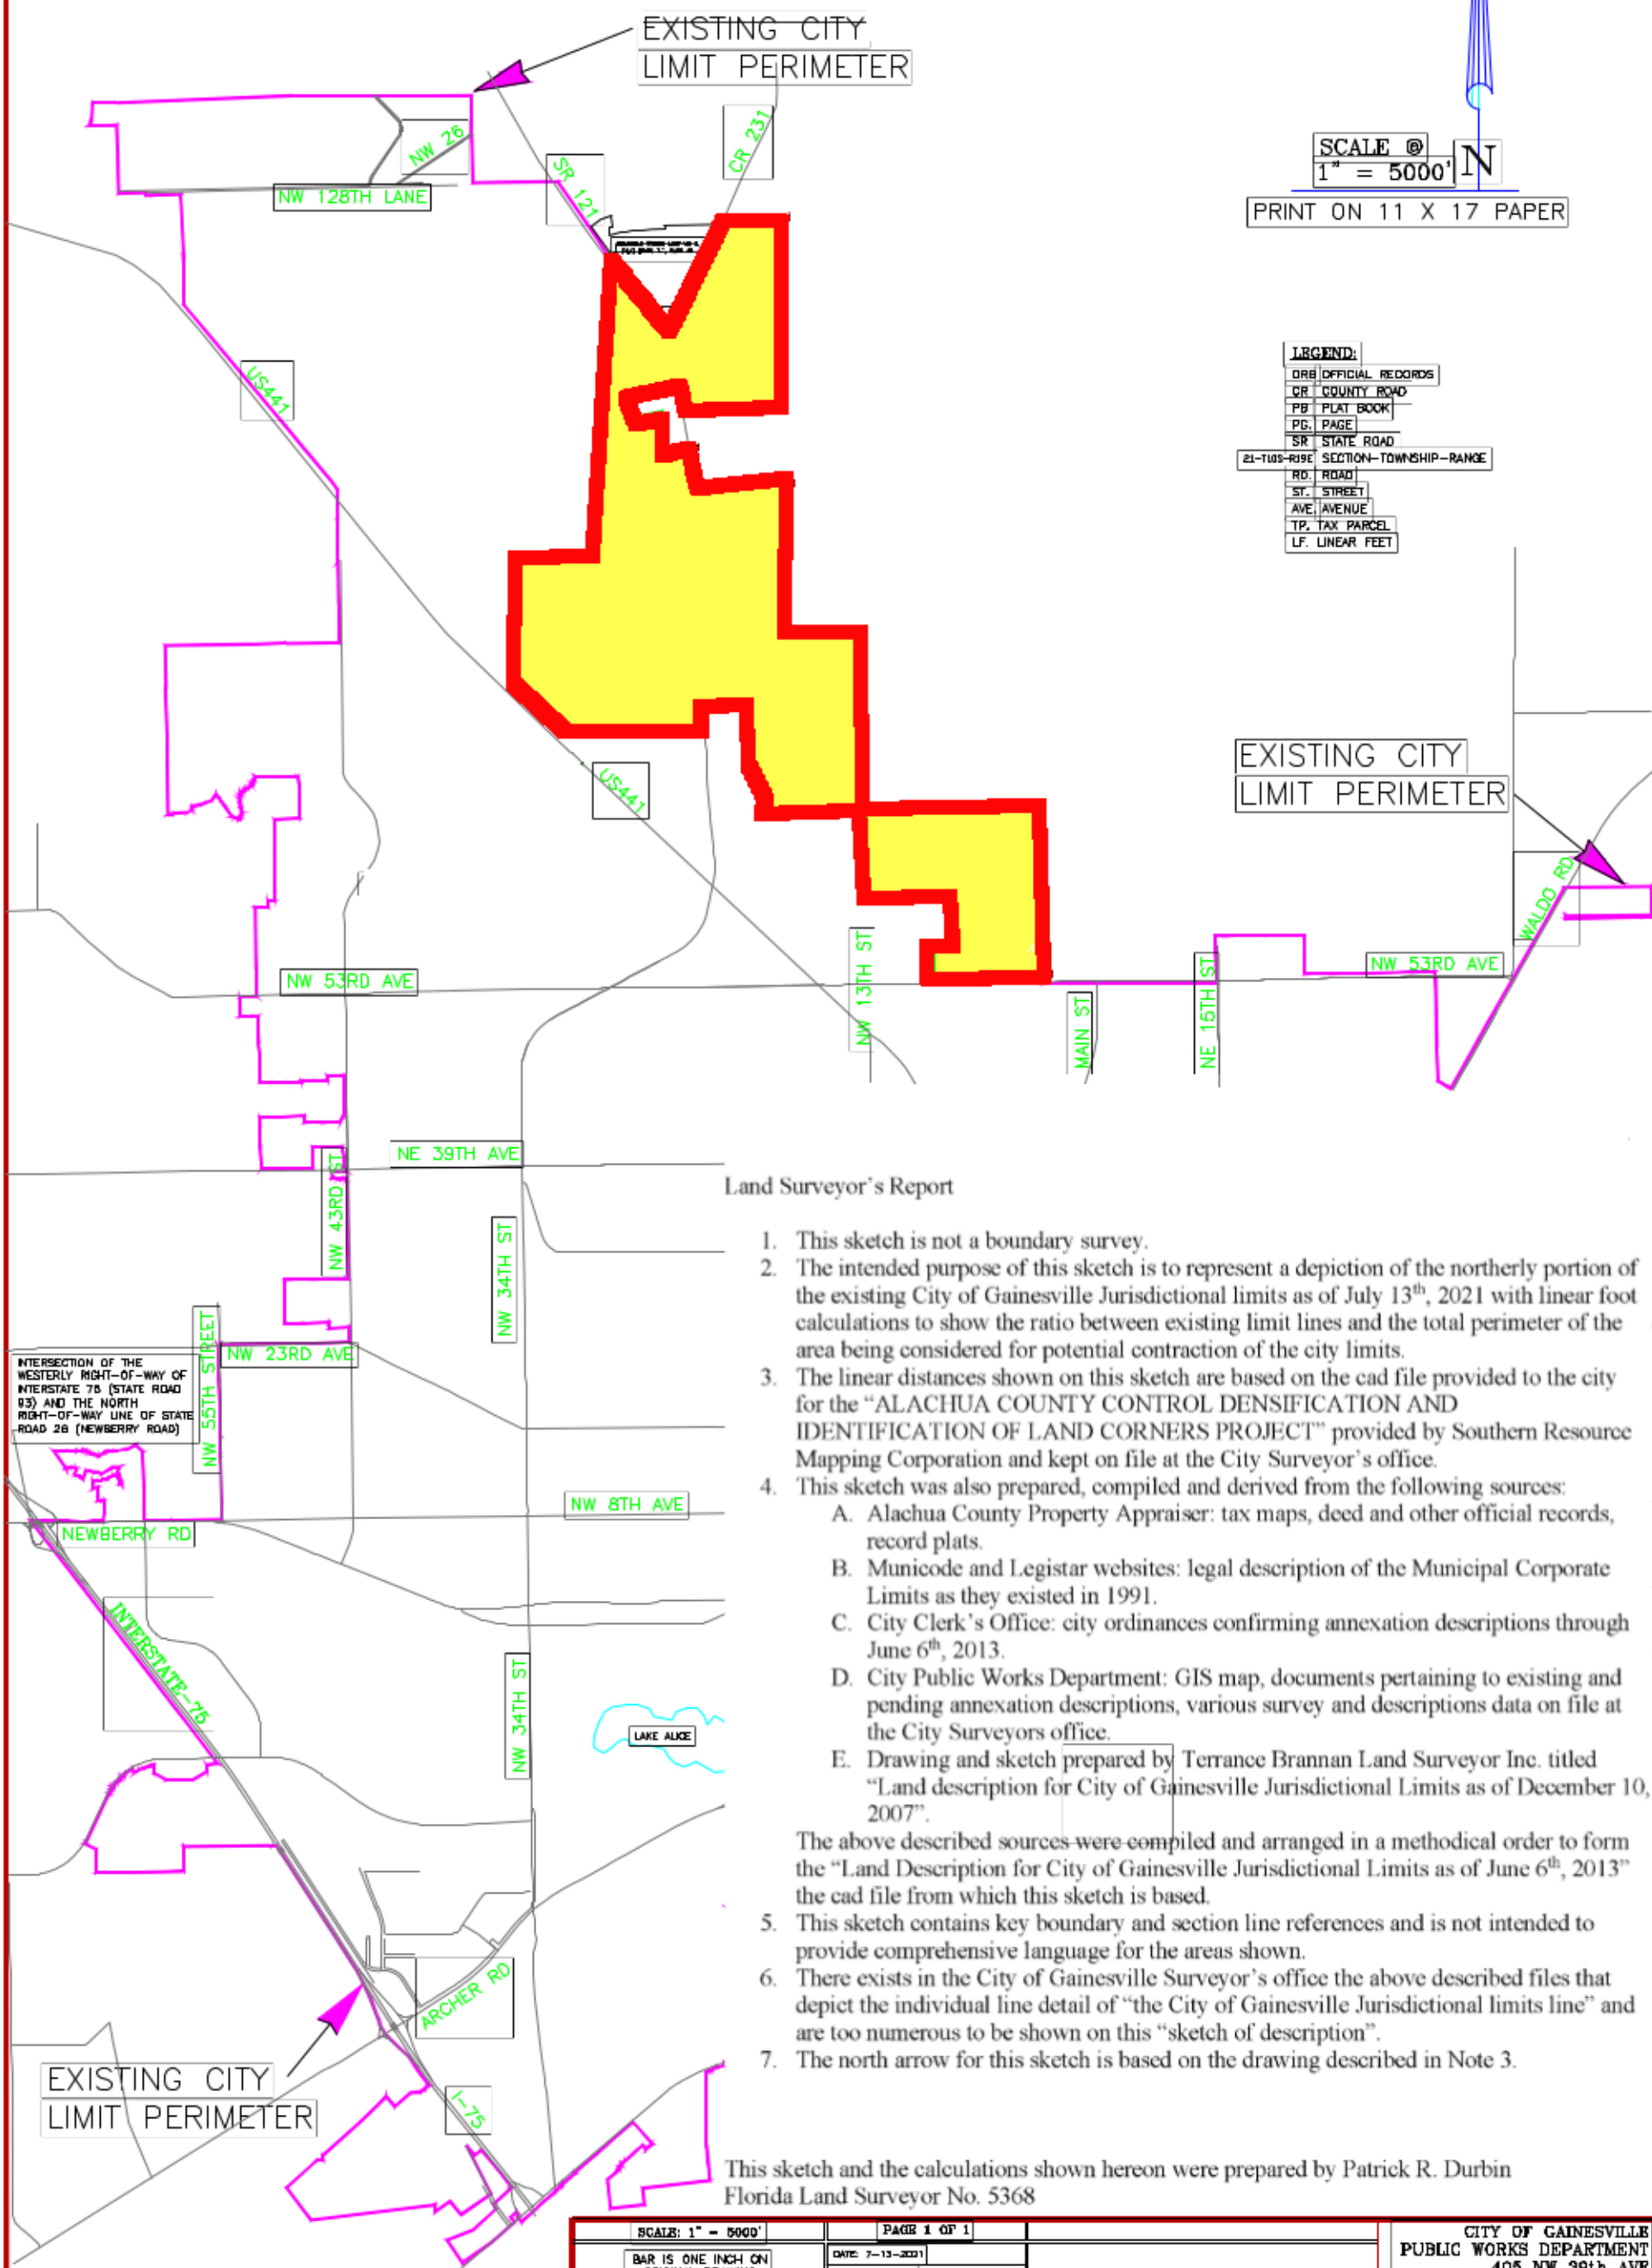 EXISTING CITY
LIMIT PERIMETER
CR 231
NW 26
SR 121
NW 128TH LANE
SCALE @
1" = 5000'
N
PRINT ON 11 X 17 PAPER
US441
LEGEND:
ORB OFFICIAL RECORDS
CR COUNTY ROAD
PB PLAT BOOK
PG. PAGE
SR STATE ROAD
21-T10S-R19E SECTION-TOWNSHIP-RANGE
RD. ROAD
ST. STREET
AVE. AVENUE
TP. TAX PARCEL
LF. LINEAR FEET
EXISTING CITY
LIMIT PERIMETER
US441
WALDO RD
NW 53RD AVE
NW 13TH ST
MAIN ST
NE 15TH ST
NW 53RD AVE
NE 39TH AVE
NW 43RD ST
NW 34TH ST
NW 55TH STREET
NW 23RD AVE
INTERSECTION OF THE
WESTERLY RIGHT-OF-WAY OF
INTERSTATE 75 (STATE ROAD
93) AND THE NORTH
RIGHT-OF-WAY LINE OF STATE
ROAD 26 (NEWBERRY ROAD)
NW 8TH AVE
NEWBERRY RD
INTERSTATE-75
NW 34TH ST
LAKE ALICE
ARCHER RD
EXISTING CITY
LIMIT PERIMETER
I-75
Land Surveyor's Report
1. This sketch is not a boundary survey.
2. The intended purpose of this sketch is to represent a depiction of the northerly portion of
the existing City of Gainesville Jurisdictional limits as of July 13th, 2021 with linear foot
calculations to show the ratio between existing limit lines and the total perimeter of the
area being considered for potential contraction of the city limits.
3. The linear distances shown on this sketch are based on the cad file provided to the city
for the “ALACHUA COUNTY CONTROL DENSIFICATION AND
IDENTIFICATION OF LAND CORNERS PROJECT” provided by Southern Resource
Mapping Corporation and kept on file at the City Surveyor's office.
4. This sketch was also prepared, compiled and derived from the following sources:
A. Alachua County Property Appraiser: tax maps, deed and other official records,
record plats.
B. Municode and Legistar websites: legal description of the Municipal Corporate
Limits as they existed in 1991.
C. City Clerk's Office: city ordinances confirming annexation descriptions through
June 6th, 2013.
D. City Public Works Department: GIS map, documents pertaining to existing and
pending annexation descriptions, various survey and descriptions data on file at
the City Surveyors office.
E. Drawing and sketch prepared by Terrance Brannan Land Surveyor Inc. titled
“Land description for City of Gainesville Jurisdictional Limits as of December 10,
2007”.
The above described sources were compiled and arranged in a methodical order to form
the “Land Description for City of Gainesville Jurisdictional Limits as of June 6th, 2013”
the cad file from which this sketch is based.
5. This sketch contains key boundary and section line references and is not intended to
provide comprehensive language for the areas shown.
6. There exists in the City of Gainesville Surveyor's office the above described files that
depict the individual line detail of “the City of Gainesville Jurisdictional limits line” and
are too numerous to be shown on this “sketch of description”.
7. The north arrow for this sketch is based on the drawing described in Note 3.
This sketch and the calculations shown hereon were prepared by Patrick R. Durbin
Florida Land Surveyor No. 5368
SCALE: 1" = 5000'
PAGE 1 OF 1
CITY OF GAINESVILLE
BAR IS ONE INCH ON
DATE: 7-13-2021
PUBLIC WORKS DEPARTMENT
405 NW 39th AVE